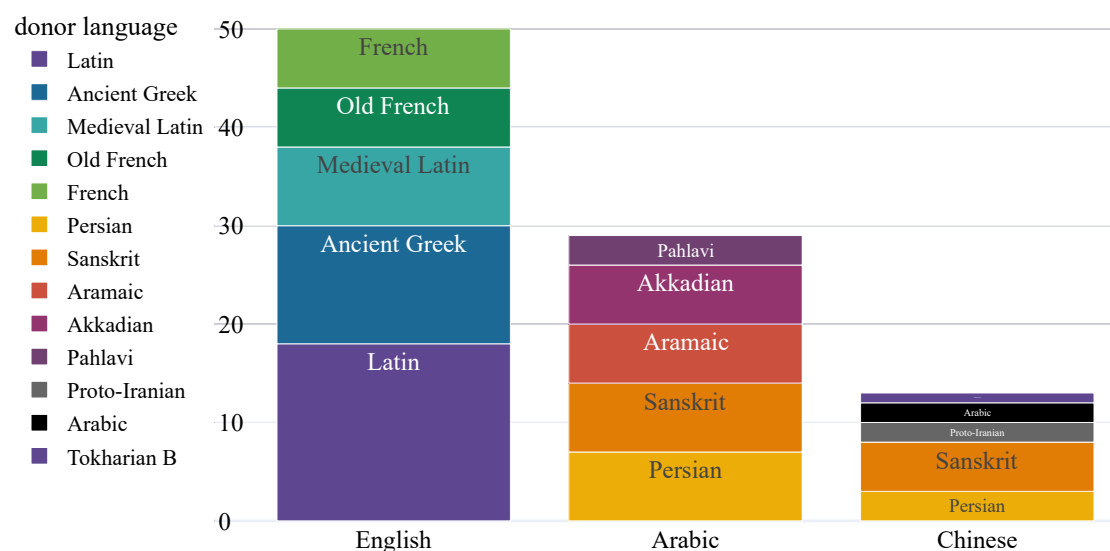 donor language
Latin
Ancient Greek
Medieval Latin
Old French
French
Persian
Sanskrit
Aramaic
Akkadian
Pahlavi
Proto-Iranian
Arabic
Tokharian B
50
40
30
20
10
0
French
Old French
Medieval Latin
Ancient Greek
Latin
Pahlavi
Akkadian
Aramaic
Sanskrit
Persian
Arabic
Proto-Iranian
Sanskrit
Persian
English
Arabic
Chinese